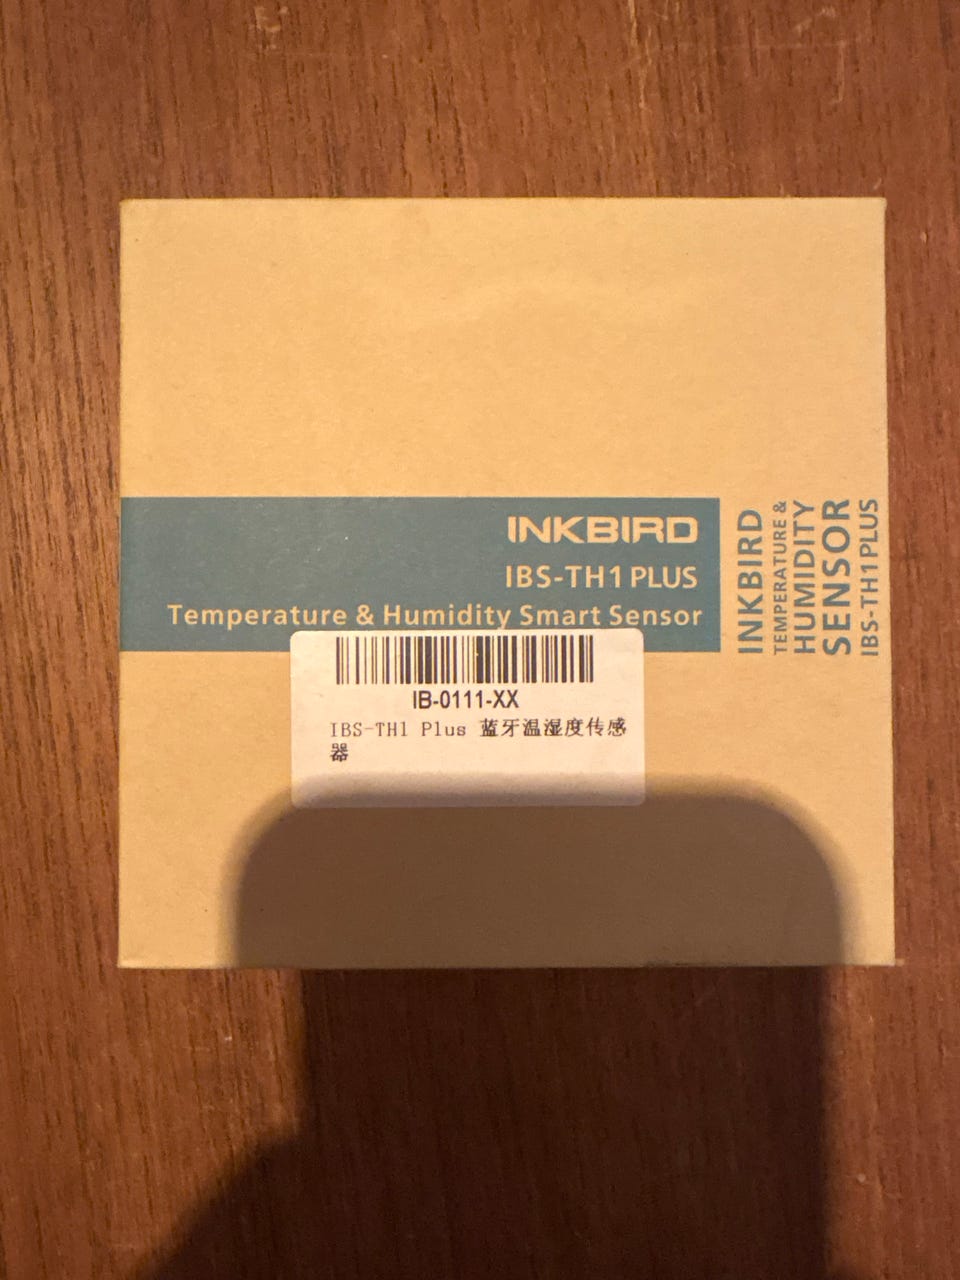 INKBIRD
IBS-TH1 PLUS
Temperature & Humidity Smart Sensor
INKBIRD
TEMPERATURE &
HUMIDITY
SENSOR
IBS-TH1 PLUS
IB-0111-XX
IBS-TH1 Plus 蓝牙温湿度传感
器